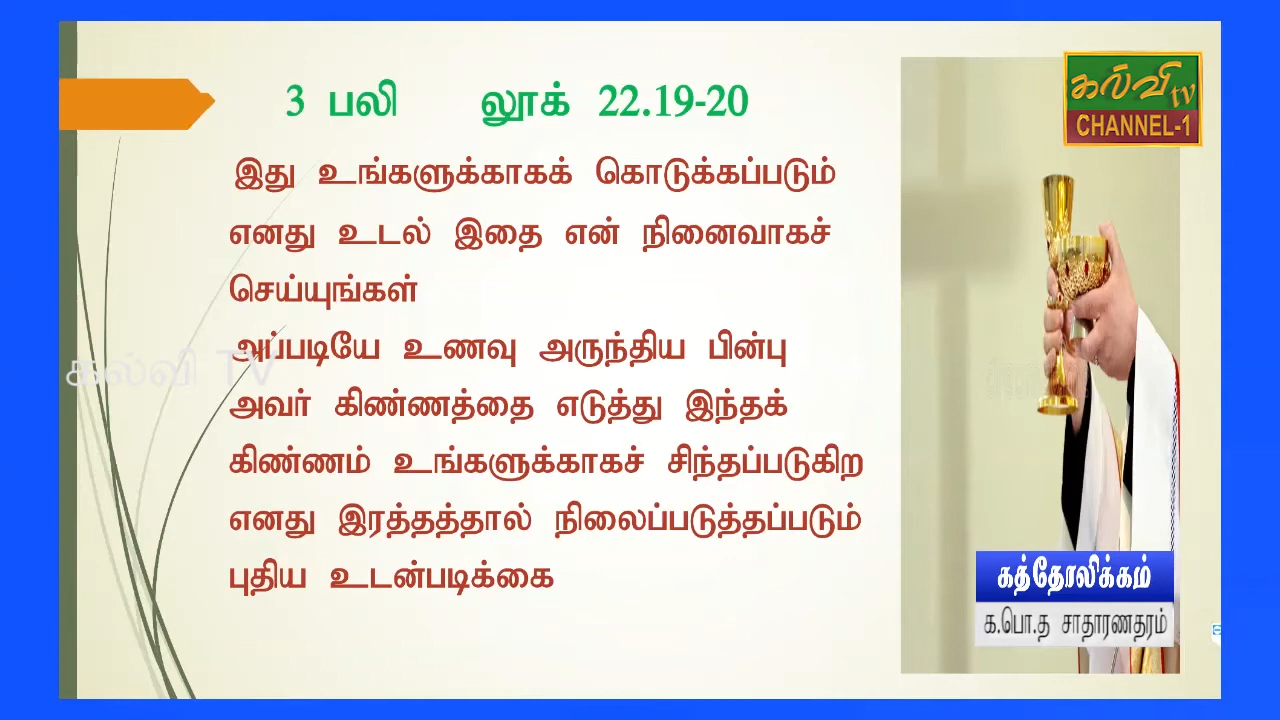 3 பலி லூக் 22.19-20
இது உங்களுக்காகக் கொடுக்கப்படும்
எனது உடல் இதை என் நினைவாகச்
செய்யுங்கள்
அப்படியே உணவு அருந்திய பின்பு
அவர் கிண்ணத்தை எடுத்து இந்தக்
கிண்ணம் உங்களுக்காகச் சிந்தப்படுகிற
எனது இரத்தத்தால் நிலைப்படுத்தப்படும்
புதிய உடன்படிக்கை
கல்வி TV
கல்வி tv
CHANNEL-1
கத்தோலிக்கம்
க.பொ.த சாதாரணதரம்